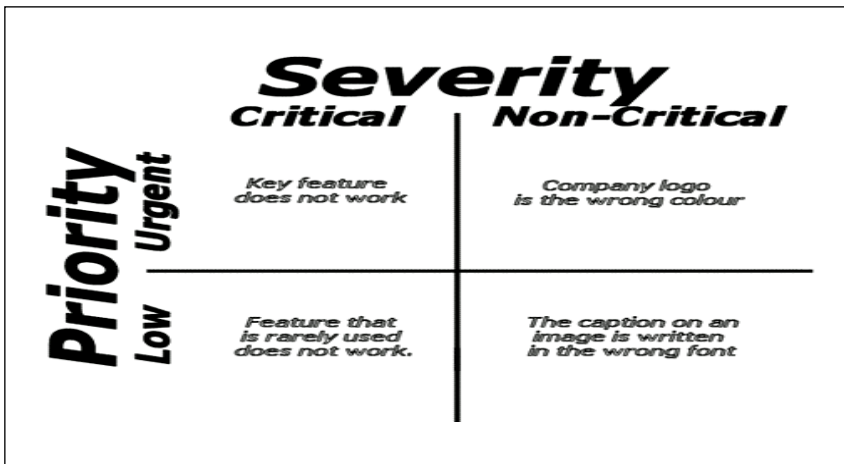 Severity
Critical Non-Critical
Priority
Urgent
Key feature
does not work
Company logo
is the wrong colour
Low
Feature that
is rarely used
does not work.
The caption on an
image is written
in the wrong font